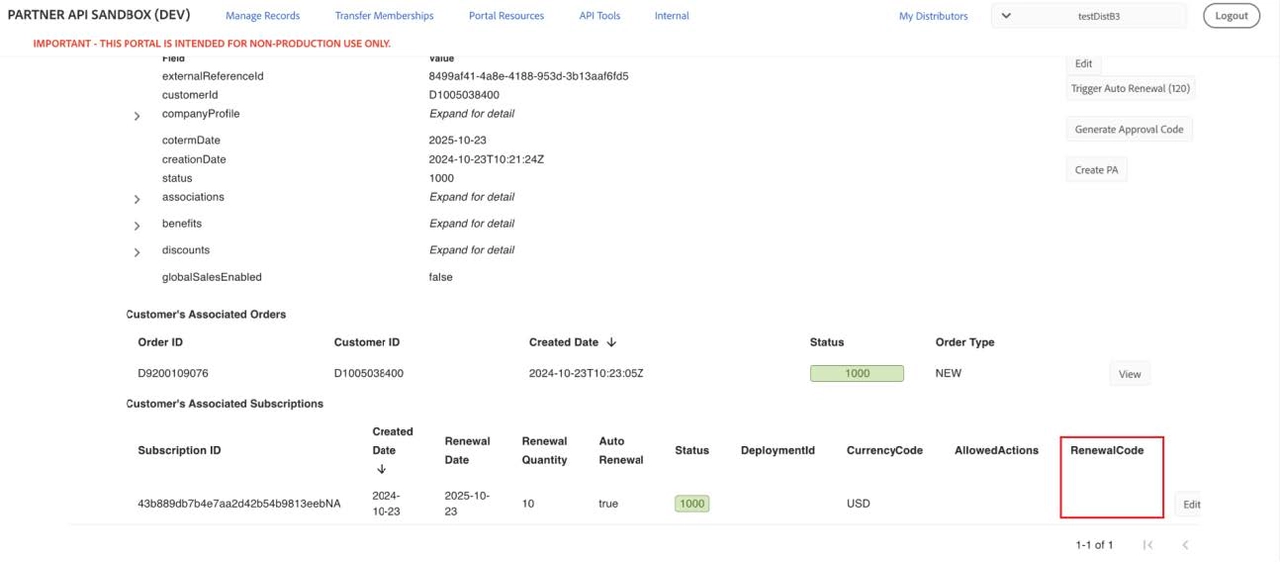 PARTNER API SANDBOX (DEV) Manage Records Transfer Memberships Portal Resources API Tools Internal My Distributors testDistB3 Logout
IMPORTANT - THIS PORTAL IS INTENDED FOR NON-PRODUCTION USE ONLY.
Field Value
externalReferenceId 8499af41-4a8e-4188-953d-3b13aaf6fd5
customerId D1005038400
companyProfile Expand for detail
cotermDate 2025-10-23
creationDate 2024-10-23T10:21:24Z
status 1000
associations Expand for detail
benefits Expand for detail
discounts Expand for detail
globalSalesEnabled false
Edit
Trigger Auto Renewal (120)
Generate Approval Code
Create PA
Customer's Associated Orders
Order ID Customer ID Created Date ↓ Status Order Type
D9200109076 D1005038400 2024-10-23T10:23:05Z 1000 NEW View
Customer's Associated Subscriptions
Subscription ID Created Date ↓ Renewal Date Renewal Quantity Auto Renewal Status DeploymentId CurrencyCode AllowedActions RenewalCode
43b889db7b4e7aa2d42b54b9813eebNA 2024-10-23 2025-10-23 10 true 1000 USD Edit
1-1 of 1